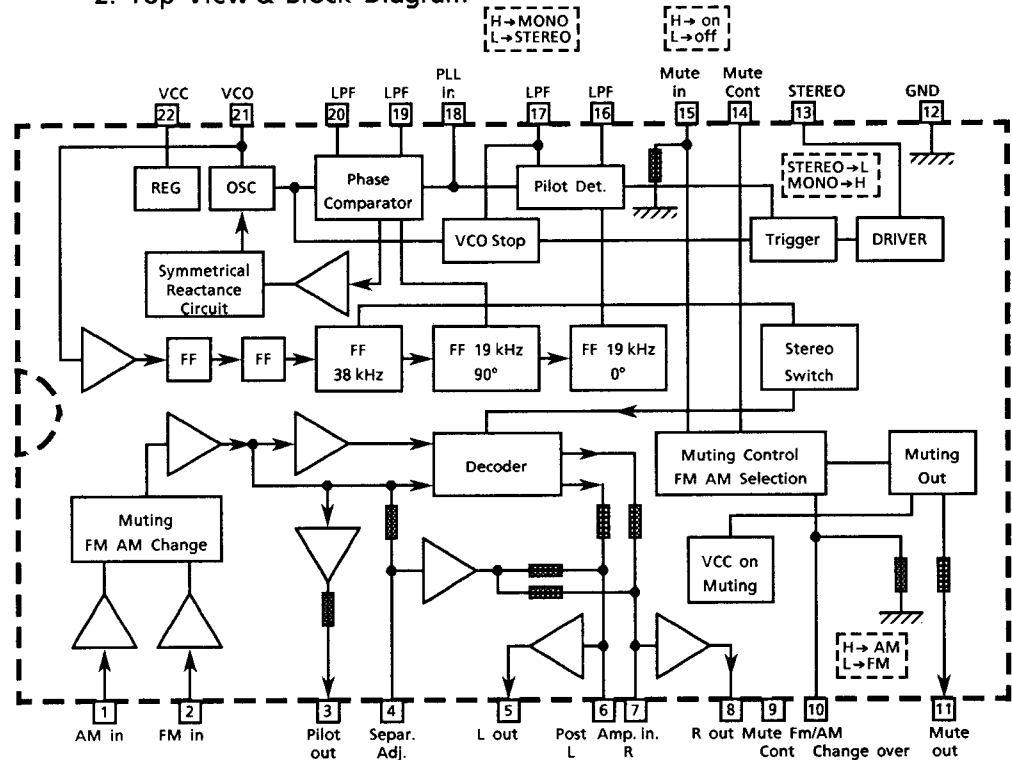 2. Top View & Block Diagram
H→MONO
L→STEREO
H→ on
L→off
VCC
VCO
LPF
LPF
PLL
in
LPF
LPF
Mute
in
Mute
Cont
STEREO
GND
22
21
20
19
18
17
16
15
14
13
12
REG
OSC
Phase
Comparator
Pilot Det.
STEREO→L
MONO→H
VCO Stop
Trigger
DRIVER
Symmetrical
Reactance
Circuit
FF
FF
FF
38 kHz
FF 19 kHz
90°
FF 19 kHz
0°
Stereo
Switch
Decoder
Muting Control
FM AM Selection
Muting
Out
Muting
FM AM Change
VCC on
Muting
H→ AM
L→FM
1
2
3
4
5
6
7
8
9
10
11
AM in
FM in
Pilot
out
Separ.
Adj.
L out
Post Amp. in.
L R
R out
Mute
Cont
Fm/AM
Change over
Mute
out